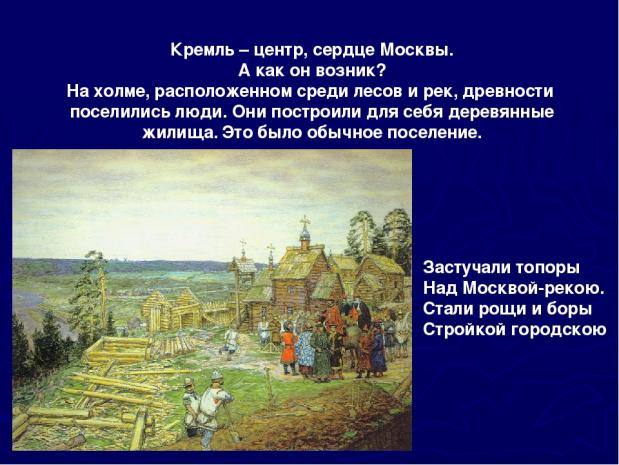 Кремль – центр, сердце Москвы.
А как он возник?
На холме, расположенном среди лесов и рек, древности
поселились люди. Они построили для себя деревянные
жилища. Это было обычное поселение.
Застучали топоры
Над Москвой-рекою.
Стали рощи и боры
Стройкой городскою